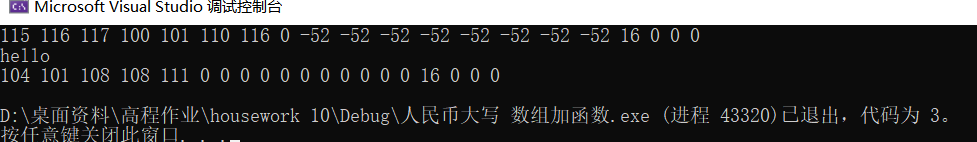 Microsoft Visual Studio 调试控制台
115 116 117 100 101 110 116 0 -52 -52 -52 -52 -52 -52 -52 -52 16 0 0 0
hello
104 101 108 108 111 0 0 0 0 0 0 0 0 0 0 0 16 0 0 0
D:\桌面资料\高程作业\housework 10\Debug\人民币大写 数组加函数.exe (进程 43320)已退出，代码为 3。
按任意键关闭此窗口. . .